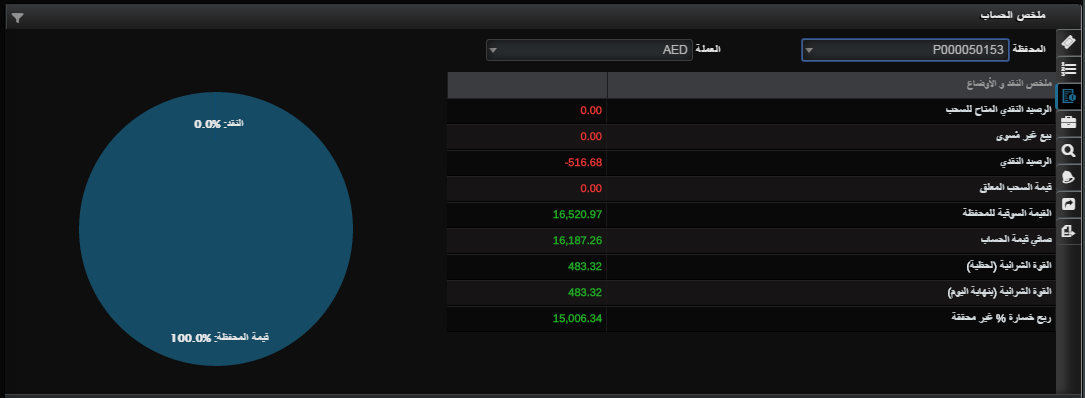 ملخص الحساب
المحفظة P000050153 العملة AED
ملخص النقد و الأوضاع
الرصيد النقدي المتاح للسحب 0.00
بيع غير مُسوى 0.00
الرصيد النقدي -516.68
قيمة السحب المعلق 0.00
القيمة السوقية للمحفظة 16,520.97
صافي قيمة الحساب 16,187.26
القوة الشرائية (لحظية) 483.32
القوة الشرائية (بنهاية اليوم) 483.32
ربح خسارة % غير محققة 15,006.34
النقد: 0.0%
قيمة المحفظة: 100.0%